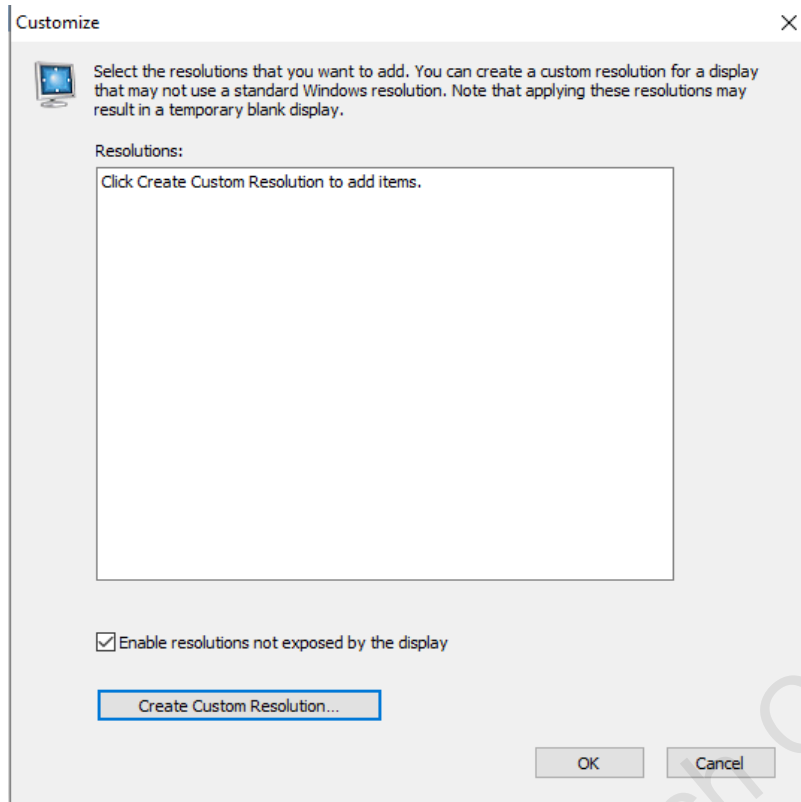 Customize
Select the resolutions that you want to add. You can create a custom resolution for a display
that may not use a standard Windows resolution. Note that applying these resolutions may
result in a temporary blank display.
Resolutions:
Click Create Custom Resolution to add items.
Enable resolutions not exposed by the display
Create Custom Resolution...
OK
Cancel